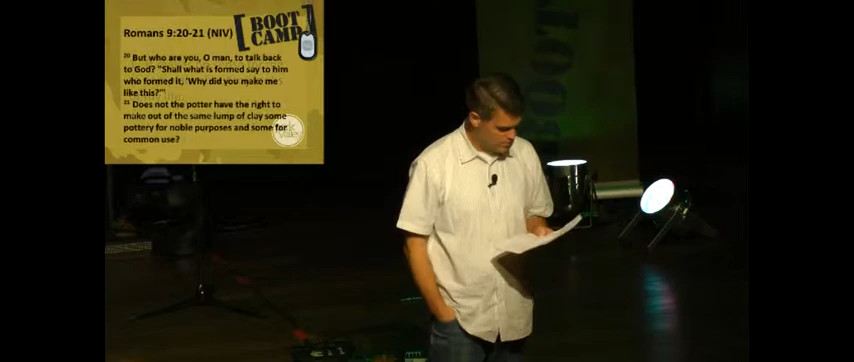 Romans 9:20-21 (NIV)
BOOT
CAMP
20 But who are you, O man, to talk back
to God? "Shall what is formed say to him
who formed it, 'Why did you make me
like this?'"
21 Does not the potter have the right to
make out of the same lump of clay some
pottery for noble purposes and some for
common use?
BOOT